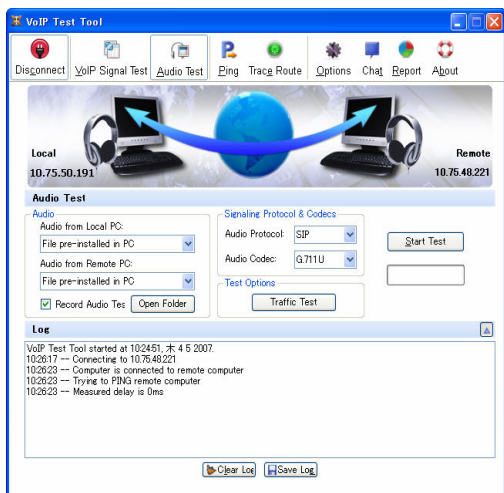 VoIP Test Tool
Disconnect VoIP Signal Test Audio Test Ping Trace Route Options Chat Report About
Local
10.75.50.191
Remote
10.75.48.221
Audio Test
Audio
Audio from Local PC:
File pre-installed in PC
Audio from Remote PC:
File pre-installed in PC
Record Audio Tes Open Folder
Signaling Protocol & Codecs
Audio Protocol: SIP
Audio Codec: G.711U
Test Options
Traffic Test
Start Test
Log
VoIP Test Tool started at 10:24:51, 木 4 5 2007.
10:26:17 -- Connecting to 10.75.48.221
10:26:23 -- Computer is connected to remote computer
10:26:23 -- Trying to PING remote computer
10:26:23 -- Measured delay is 0ms
Clear Log Save Log